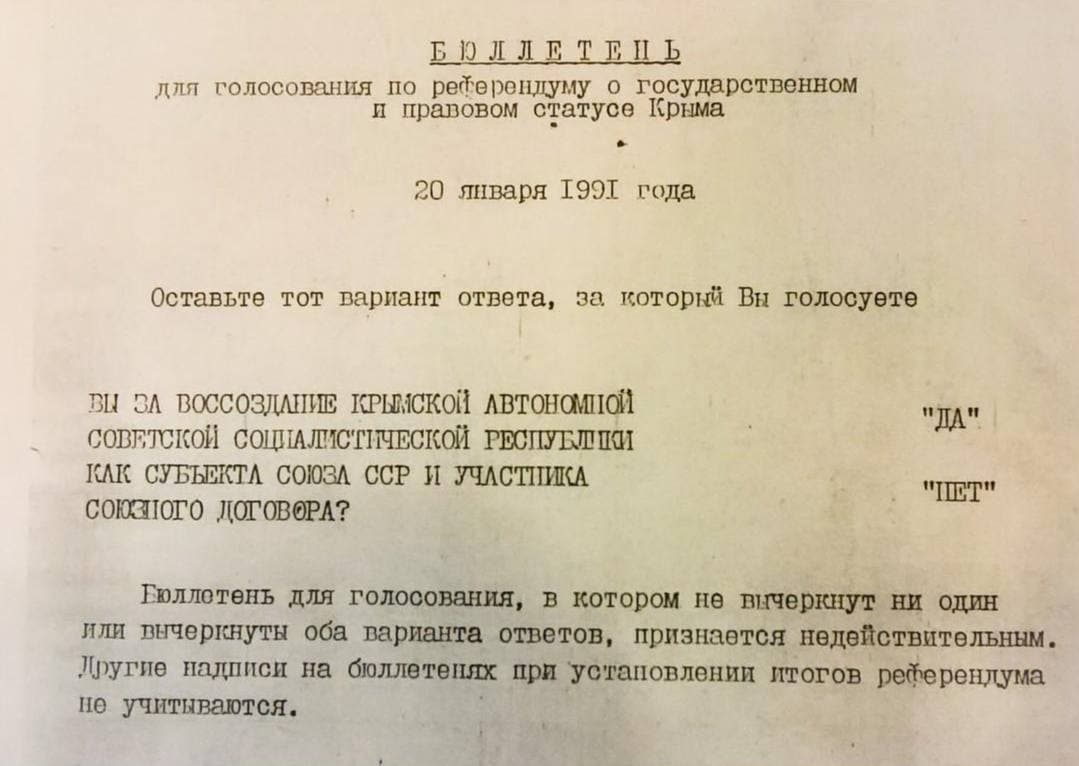 БЮЛЛЕТЕНЬ
для голосования по референдуму о государственном
и правовом статусе Крыма
20 января 1991 года
Оставьте тот вариант ответа, за который Вы голосуете
ВЫ ЗА ВОССОЗДАНИЕ КРЫМСКОЙ АВТОНОМНОЙ
СОВЕТСКОЙ СОЦИАЛИСТИЧЕСКОЙ РЕСПУБЛИКИ
КАК СУБЪЕКТА СОЮЗА ССР И УЧАСТНИКА
СОЮЗНОГО ДОГОВОРА?
"ДА"
"НЕТ"
Бюллетень для голосования, в котором не вычеркнут ни один
или вычеркнуты оба варианта ответов, признается недействительным.
Другие надписи на бюллетенях при установлении итогов референдума
не учитываются.